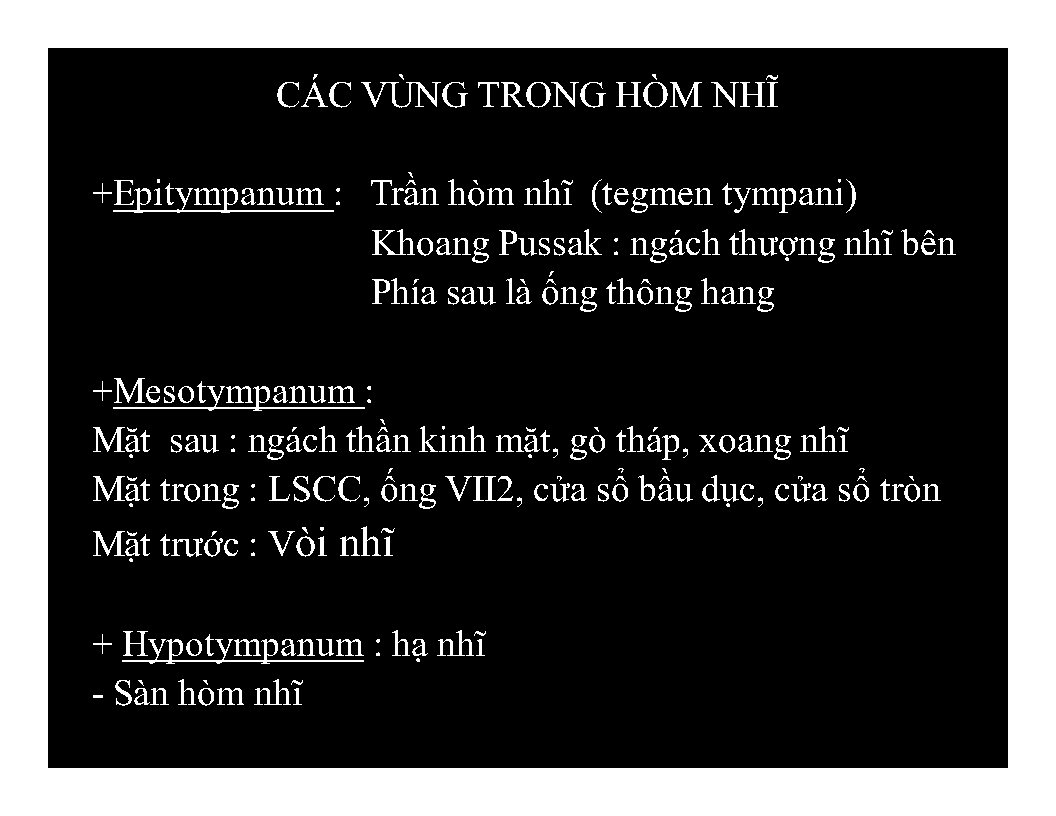 CÁC VÙNG TRONG HÒM NHĨ
+Epitympanum : Trần hòm nhĩ (tegmen tympani)
Khoang Pussak : ngách thượng nhĩ bên
Phía sau là ống thông hang
+Mesotympanum :
Mặt sau : ngách thần kinh mặt, gò tháp, xoang nhĩ
Mặt trong : LSCC, ống VII2, cửa sổ bầu dục, cửa sổ tròn
Mặt trước : Vòi nhĩ
+ Hypotympanum : hạ nhĩ
- Sàn hòm nhĩ